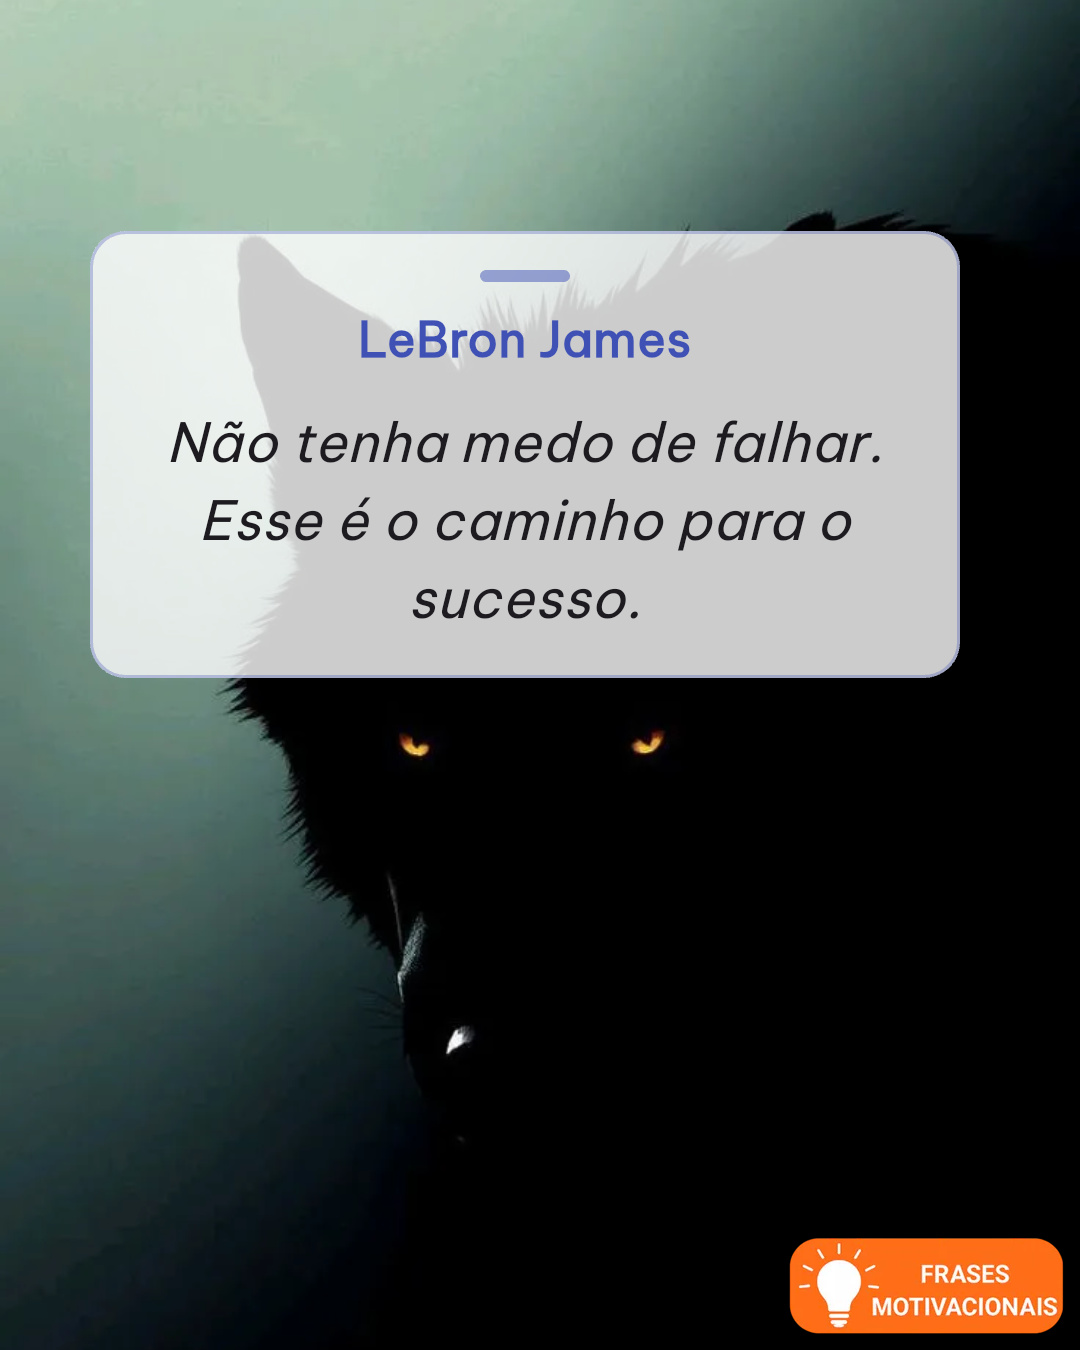 LeBron James
Não tenha medo de falhar.
Esse é o caminho para o
sucesso.
FRASES
MOTIVACIONAIS